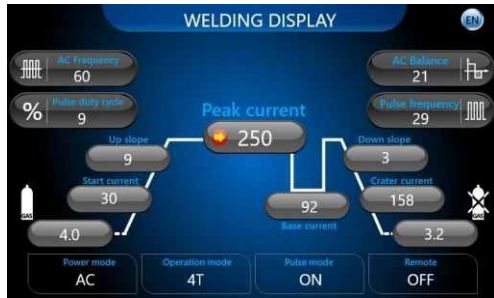 WELDING DISPLAY
EN
AC Frequency
60
AC Balance
21
%
Pulse duty cycle
9
Peak current
250
Pulse frequency
29
Up slope
9
Down slope
3
Start current
30
Crater current
158
GAS
4.0
92
Base current
GAS
3.2
Power mode
AC
Operation mode
4T
Pulse mode
ON
Remote
OFF